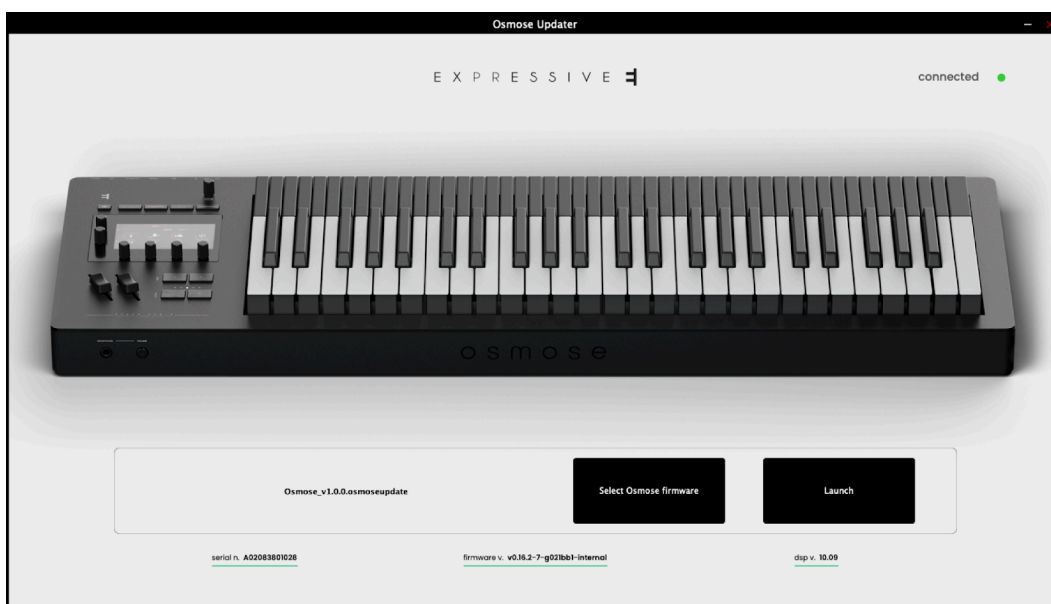 Osmose Updater
EXPRESSIVE E
connected
osmose
Osmose_v1.0.0.osmoseupdate
Select Osmose firmware
Launch
serial n. A02083801028
firmware v. v0.16.2-7-g021bb1-internal
dsp v. 10.09